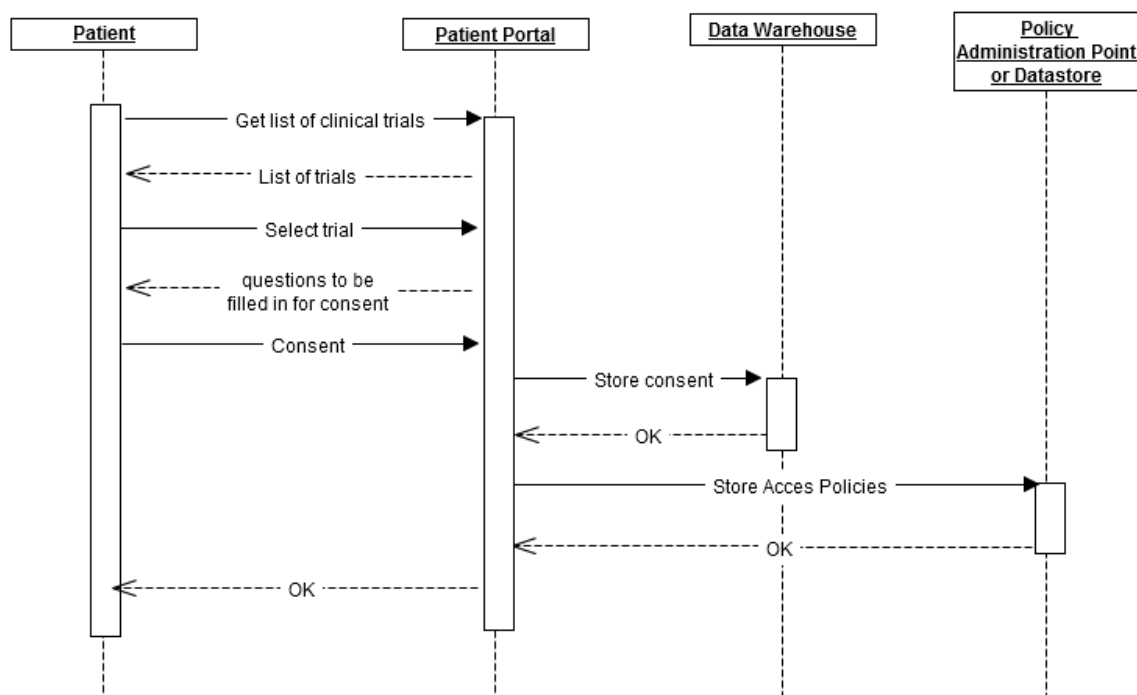 Patient
Patient Portal
Data Warehouse
Policy
Administration Point
or Datastore
Get list of clinical trials
List of trials
Select trial
questions to be
filled in for consent
Consent
Store consent
OK
Store Acces Policies
OK
OK